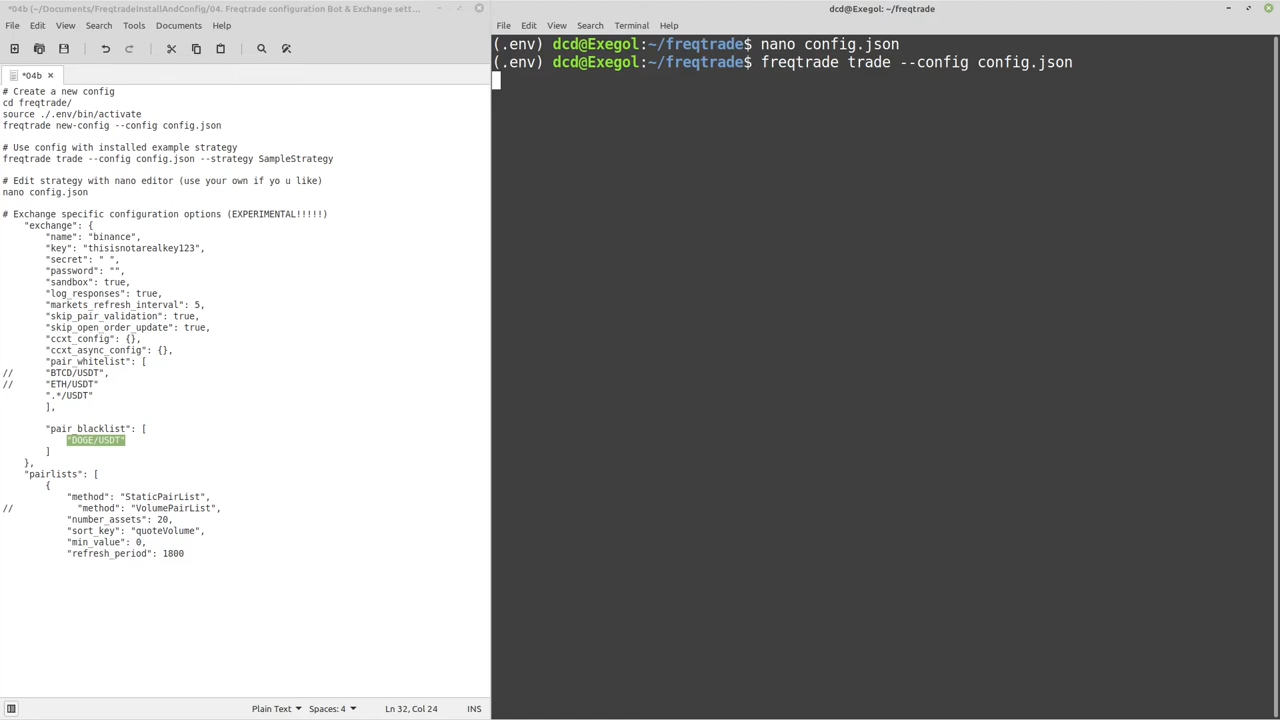 *04b (~/Documents/FreqtradeInstallAndConfig/04. Freqtrade configuration Bot & Exchange sett...
File Edit View Search Tools Documents Help
*04b
# Create a new config
cd freqtrade/
source ./.env/bin/activate
freqtrade new-config --config config.json
# Use config with installed example strategy
freqtrade trade --config config.json --strategy SampleStrategy
# Edit strategy with nano editor (use your own if yo u like)
nano config.json
# Exchange specific configuration options (EXPERIMENTAL!!!!!)
"exchange": {
"name": "binance",
"key": "thisisnotarealkey123",
"secret": " ",
"password": "",
"sandbox": true,
"log_responses": true,
"markets_refresh_interval": 5,
"skip_pair_validation": true,
"skip_open_order_update": true,
"ccxt_config": {},
"ccxt_async_config": {},
"pair_whitelist": [
// "BTCD/USDT",
// "ETH/USDT"
".*/USDT"
],
"pair_blacklist": [
"DOGE/USDT"
]
},
"pairlists": [
{
"method": "StaticPairList",
// "method": "VolumePairList",
"number_assets": 20,
"sort_key": "quoteVolume",
"min_value": 0,
"refresh_period": 1800
Plain Text Spaces: 4 Ln 32, Col 24 INS
dcd@Exegol: ~/freqtrade
File Edit View Search Terminal Help
(.env) dcd@Exegol:~/freqtrade$ nano config.json
(.env) dcd@Exegol:~/freqtrade$ freqtrade trade --config config.json